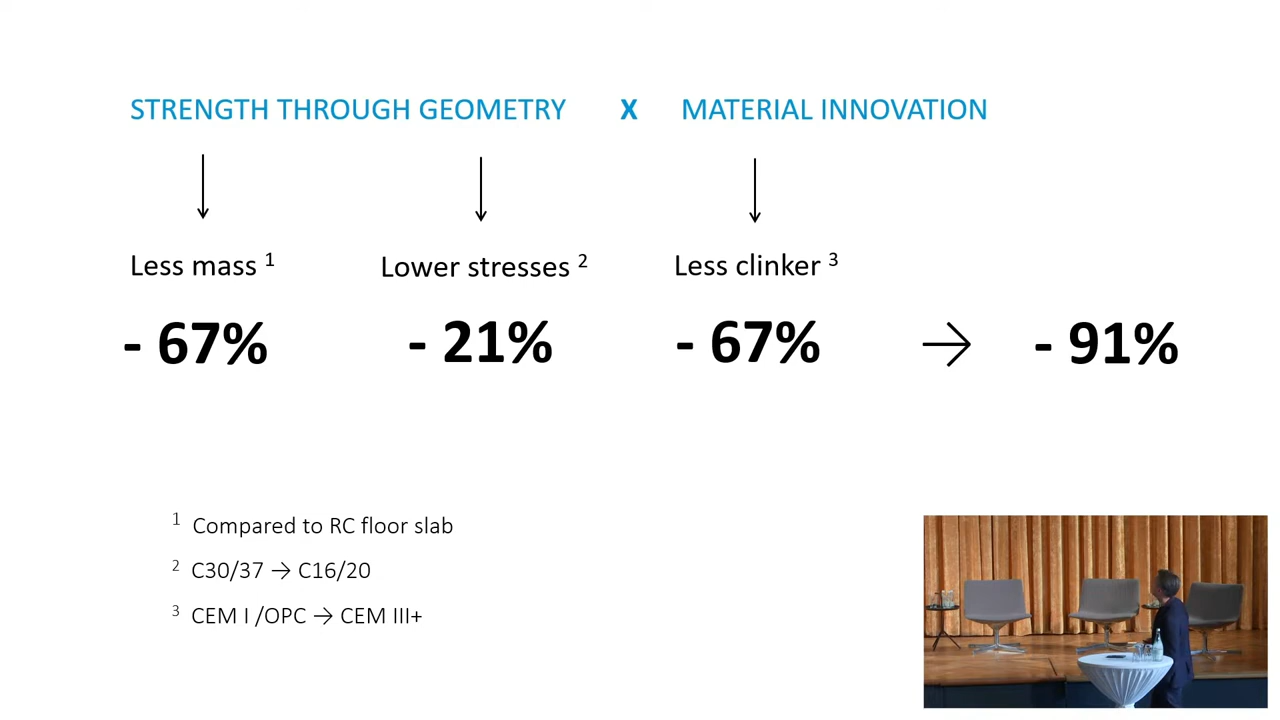 STRENGTH THROUGH GEOMETRY X MATERIAL INNOVATION
Less mass ¹ Lower stresses ² Less clinker ³
- 67% - 21% - 67% → - 91%
¹ Compared to RC floor slab
² C30/37 → C16/20
³ CEM I /OPC → CEM III+